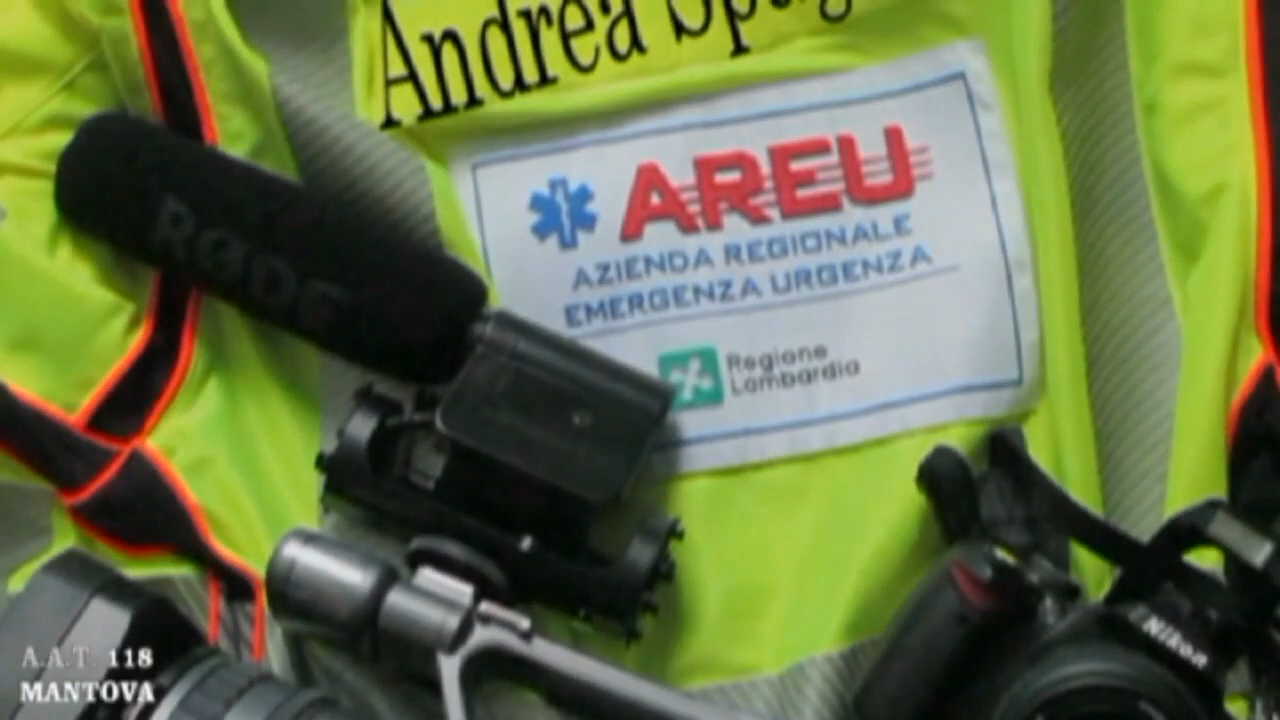 Andrea
AREU
AZIENDA REGIONALE
EMERGENZA URGENZA
Regione
Lombardia
RØDE
Nikon
A.A.T. 118
MANTOVA